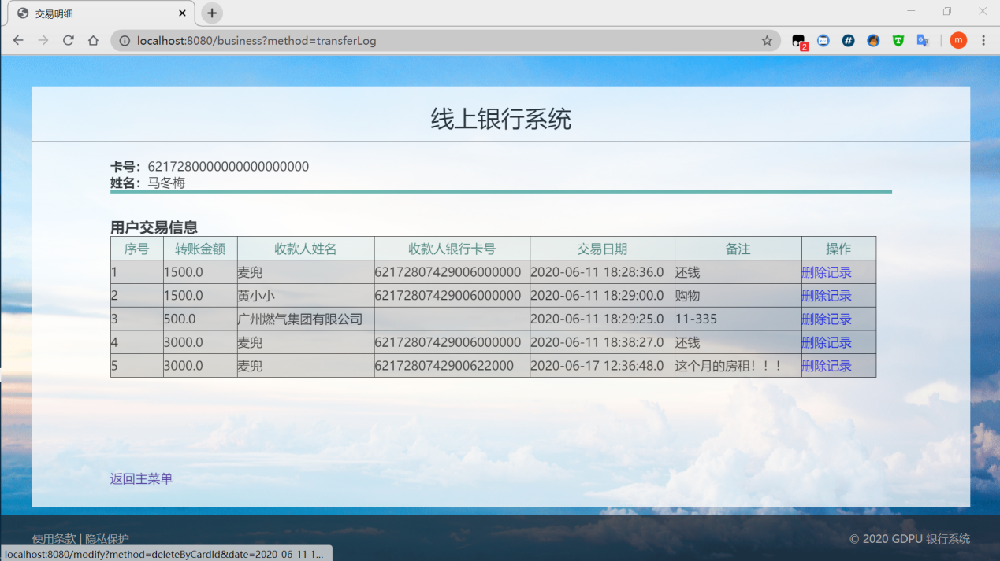 交易明细
localhost:8080/business?method=transferLog
2
m
线上银行系统
卡号：6217280000000000000000
姓名：马冬梅
用户交易信息
序号 转账金额 收款人姓名 收款人银行卡号 交易日期 备注 操作
1 1500.0 麦兜 62172807429006000000 2020-06-11 18:28:36.0 还钱 删除记录
2 1500.0 黄小小 62172807429006000000 2020-06-11 18:29:00.0 购物 删除记录
3 500.0 广州燃气集团有限公司 2020-06-11 18:29:25.0 11-335 删除记录
4 3000.0 麦兜 62172807429006000000 2020-06-11 18:38:27.0 还钱 删除记录
5 3000.0 麦兜 6217280742900622000 2020-06-17 12:36:48.0 这个月的房租！！！ 删除记录
返回主菜单
使用条款 | 隐私保护 © 2020 GDPU 银行系统
localhost:8080/modify?method=deleteByCardId&date=2020-06-11 1...